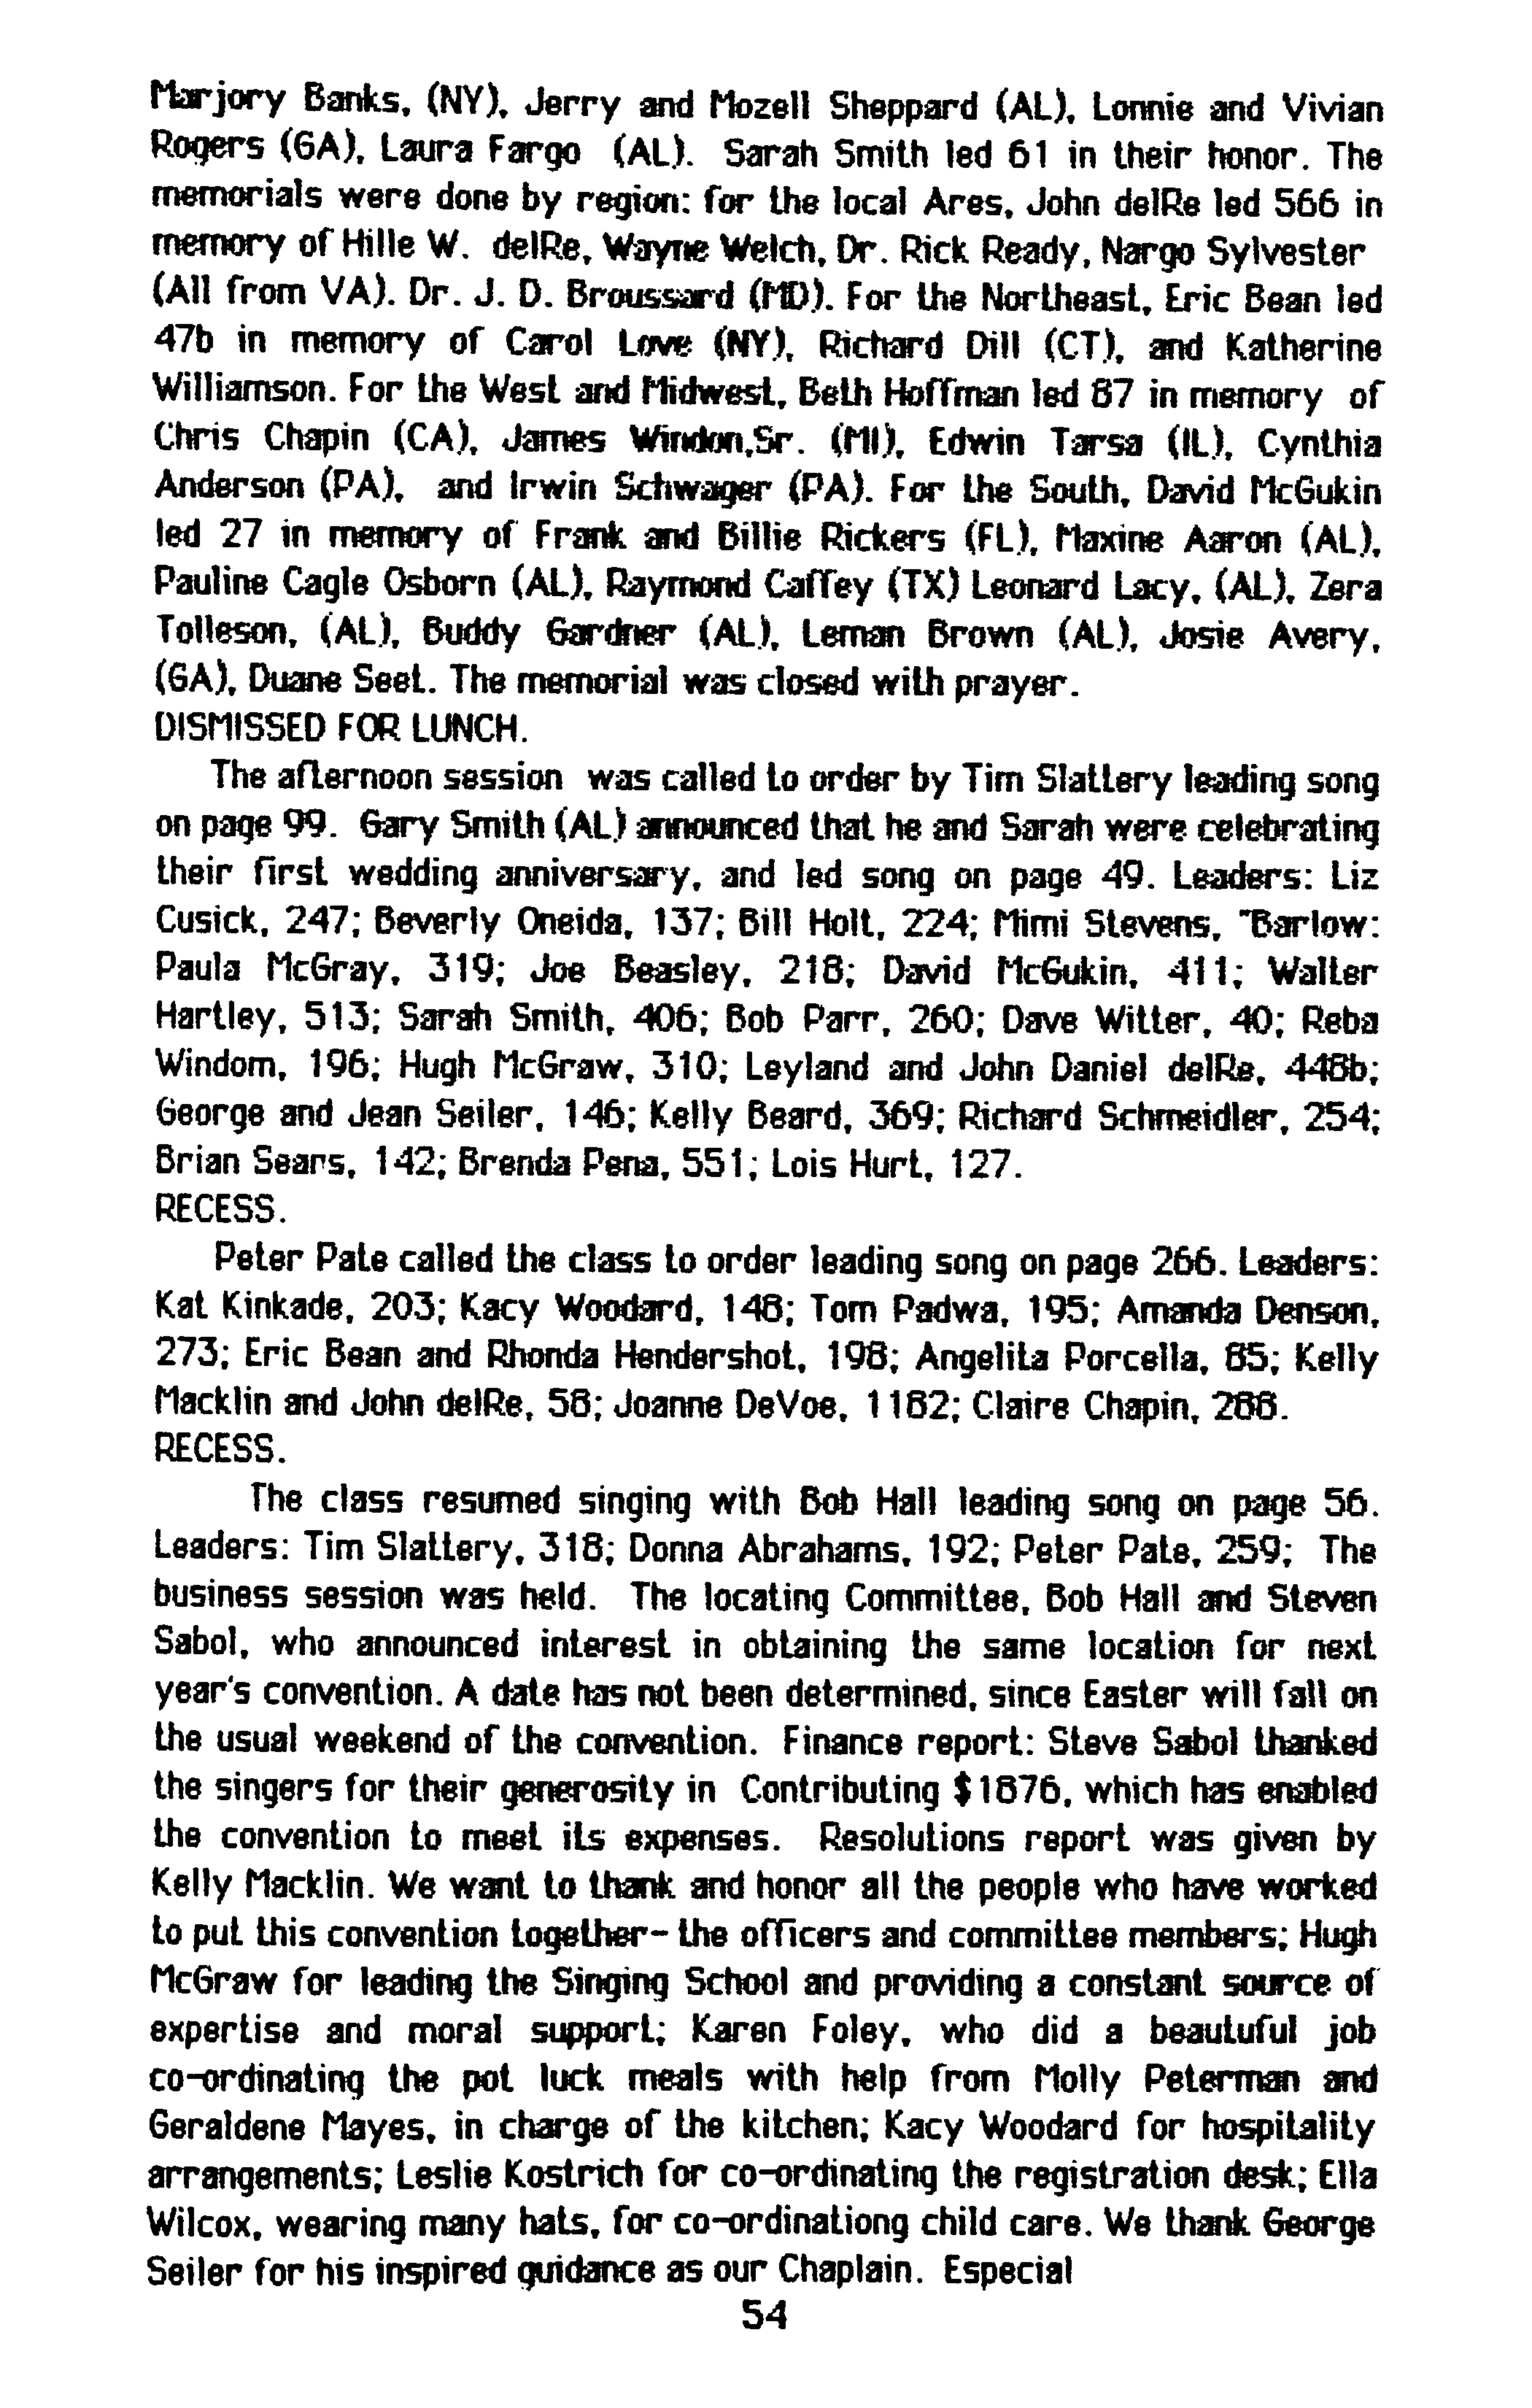 Marjory Banks, (NY), Jerry and Mozell Sheppard (AL), Lonnie and Vivian
Rogers (GA), Laura Fargo (AL). Sarah Smith led 61 in their honor. The
memorials were done by region: for the local Ares, John delRe led 566 in
memory of Hille W. delRe, Wayne Welch, Dr. Rick Ready, Nargo Sylvester
(All from VA). Dr. J. D. Broussard (MD). For the Northeast, Eric Bean led
47b in memory of Carol Love (NY), Richard Dill (CT), and Katherine
Williamson. For the West and Midwest, Beth Hoffman led 87 in memory of
Chris Chapin (CA), James Windon,Sr. (MI), Edwin Tarsa (IL), Cynthia
Anderson (PA), and Irwin Schwager (PA). For the South, David McGukin
led 27 in memory of Frank and Billie Rickers (FL), Maxine Aaron (AL),
Pauline Cagle Osborn (AL), Raymond Caffey (TX) Leonard Lacy, (AL), Zera
Tolleson, (AL), Buddy Gardner (AL), Leman Brown (AL), Josie Avery,
(GA), Duane Seet. The memorial was closed with prayer.
DISMISSED FOR LUNCH.
The afternoon session was called to order by Tim Slattery leading song
on page 99. Gary Smith (AL) announced that he and Sarah were celebrating
their first wedding anniversary, and led song on page 49. Leaders: Liz
Cusick, 247; Beverly Oneida, 137; Bill Holt, 224; Mimi Stevens, "Barlow:
Paula McGray, 319; Joe Beasley, 218; David McGukin, 411; Walter
Hartley, 513; Sarah Smith, 406; Bob Parr, 260; Dave Witter, 40; Reba
Windom, 196; Hugh McGraw, 310; Leyland and John Daniel delRe, 448b;
George and Jean Seiler, 146; Kelly Beard, 369; Richard Schmeidler, 254;
Brian Sears, 142; Brenda Pena, 551; Lois Hurt, 127.
RECESS.
Peter Pate called the class to order leading song on page 266. Leaders:
Kat Kinkade, 203; Kacy Woodard, 148; Tom Padwa, 195; Amanda Denson,
273; Eric Bean and Rhonda Hendershot, 198; Angelita Porcella, 85; Kelly
Macklin and John delRe, 58; Joanne DeVoe, 1182; Claire Chapin, 288.
RECESS.
The class resumed singing with Bob Hall leading song on page 56.
Leaders: Tim Slattery, 318; Donna Abrahams, 192; Peter Pate, 259; The
business session was held. The locating Committee, Bob Hall and Steven
Sabol, who announced interest in obtaining the same location for next
year's convention. A date has not been determined, since Easter will fall on
the usual weekend of the convention. Finance report: Steve Sabol thanked
the singers for their generosity in Contributing $1876, which has enabled
the convention to meet its expenses. Resolutions report was given by
Kelly Macklin. We want to thank and honor all the people who have worked
to put this convention together- the officers and committee members; Hugh
McGraw for leading the Singing School and providing a constant source of
expertise and moral support; Karen Foley, who did a beautuful job
co-ordinating the pot luck meals with help from Molly Peterman and
Geraldene Mayes, in charge of the kitchen; Kacy Woodard for hospitality
arrangements; Leslie Kostrich for co-ordinating the registration desk; Ella
Wilcox, wearing many hats, for co-ordinationg child care. We thank George
Seiler for his inspired guidance as our Chaplain. Especial
54